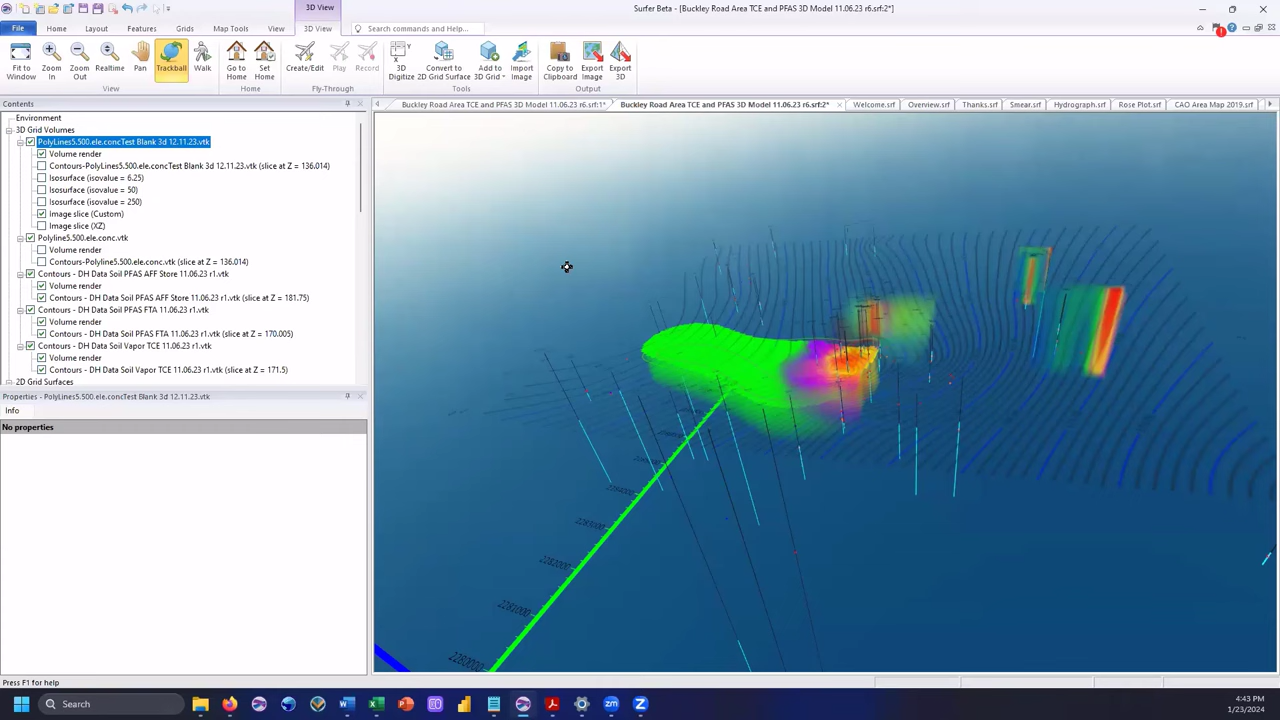 3D View
Surfer Beta - [Buckley Road Area TCE and PFAS 3D Model 11.06.23 r6.srf:2*]
File Home Layout Features Grids Map Tools View 3D View Search commands and Help...
Fit to Window
Zoom In
Zoom Out
Realtime
Pan
Trackball
Walk
Go to Home
Set Home
Create/Edit
Play
Record
3D Digitize
Convert to 2D Grid Surface
Add to 3D Grid
Import Image
Copy to Clipboard
Export Image
Export 3D
View Home Fly-Through Tools Output
Contents
Buckley Road Area TCE and PFAS 3D Model 11.06.23 r6.srf:1* Buckley Road Area TCE and PFAS 3D Model 11.06.23 r6.srf:2* Welcome.srf Overview.srf Thanks.srf Smear.srf Hydrograph.srf Rose Plot.srf CAO Area Map 2019.srf
Environment
3D Grid Volumes
PolyLines5.500.ele.concTest Blank 3d 12.11.23.vtk
Volume render
Contours-PolyLines5.500.ele.concTest Blank 3d 12.11.23.vtk (slice at Z = 136.014)
Isosurface (isovalue = 6.25)
Isosurface (isovalue = 50)
Isosurface (isovalue = 250)
Image slice (Custom)
Image slice (XZ)
Polyline5.500.ele.conc.vtk
Volume render
Contours-Polyline5.500.ele.conc.vtk (slice at Z = 136.014)
Contours - DH Data Soil PFAS AFF Store 11.06.23 r1.vtk
Volume render
Contours - DH Data Soil PFAS AFF Store 11.06.23 r1.vtk (slice at Z = 181.75)
Contours - DH Data Soil PFAS FTA 11.06.23 r1.vtk
Volume render
Contours - DH Data Soil PFAS FTA 11.06.23 r1.vtk (slice at Z = 170.005)
Contours - DH Data Soil Vapor TCE 11.06.23 r1.vtk
Volume render
Contours - DH Data Soil Vapor TCE 11.06.23 r1.vtk (slice at Z = 171.5)
2D Grid Surfaces
Properties - PolyLines5.500.ele.concTest Blank 3d 12.11.23.vtk
Info
No properties
2284000
2283000
2282000
2281000
2280000
Press F1 for help
Search
4:43 PM
1/23/2024